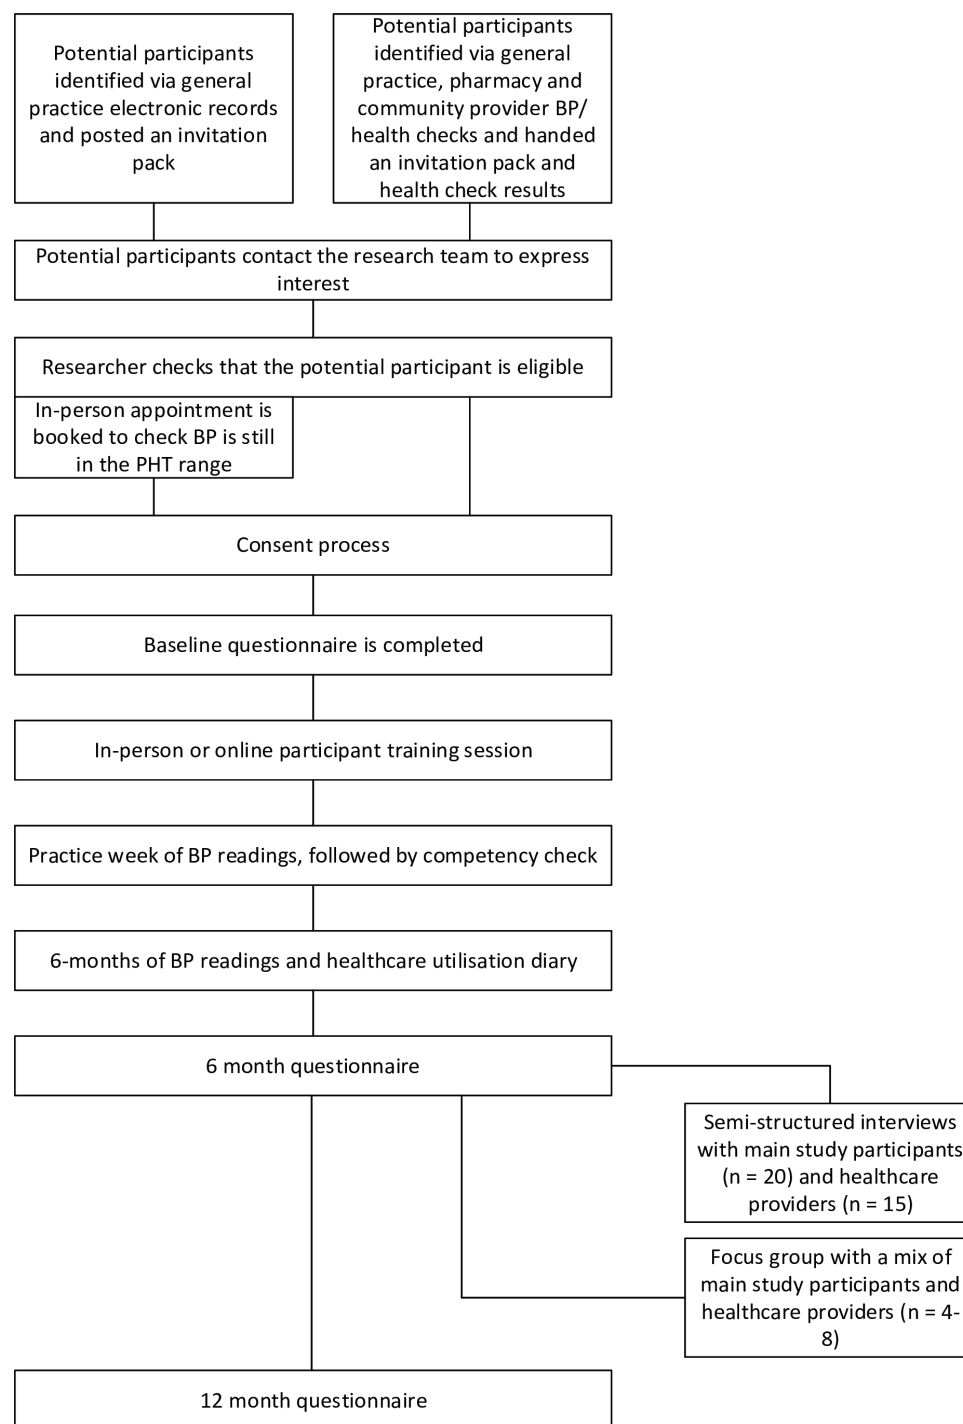 Potential participants
identified via general
practice electronic records
and posted an invitation
pack
Potential participants
identified via general
practice, pharmacy and
community provider BP/
health checks and handed
an invitation pack and
health check results
Potential participants contact the research team to express
interest
Researcher checks that the potential participant is eligible
In-person appointment is
booked to check BP is still
in the PHT range
Consent process
Baseline questionnaire is completed
In-person or online participant training session
Practice week of BP readings, followed by competency check
6-months of BP readings and healthcare utilisation diary
6 month questionnaire
Semi-structured interviews
with main study participants
(n = 20) and healthcare
providers (n = 15)
Focus group with a mix of
main study participants and
healthcare providers (n = 4-
8)
12 month questionnaire